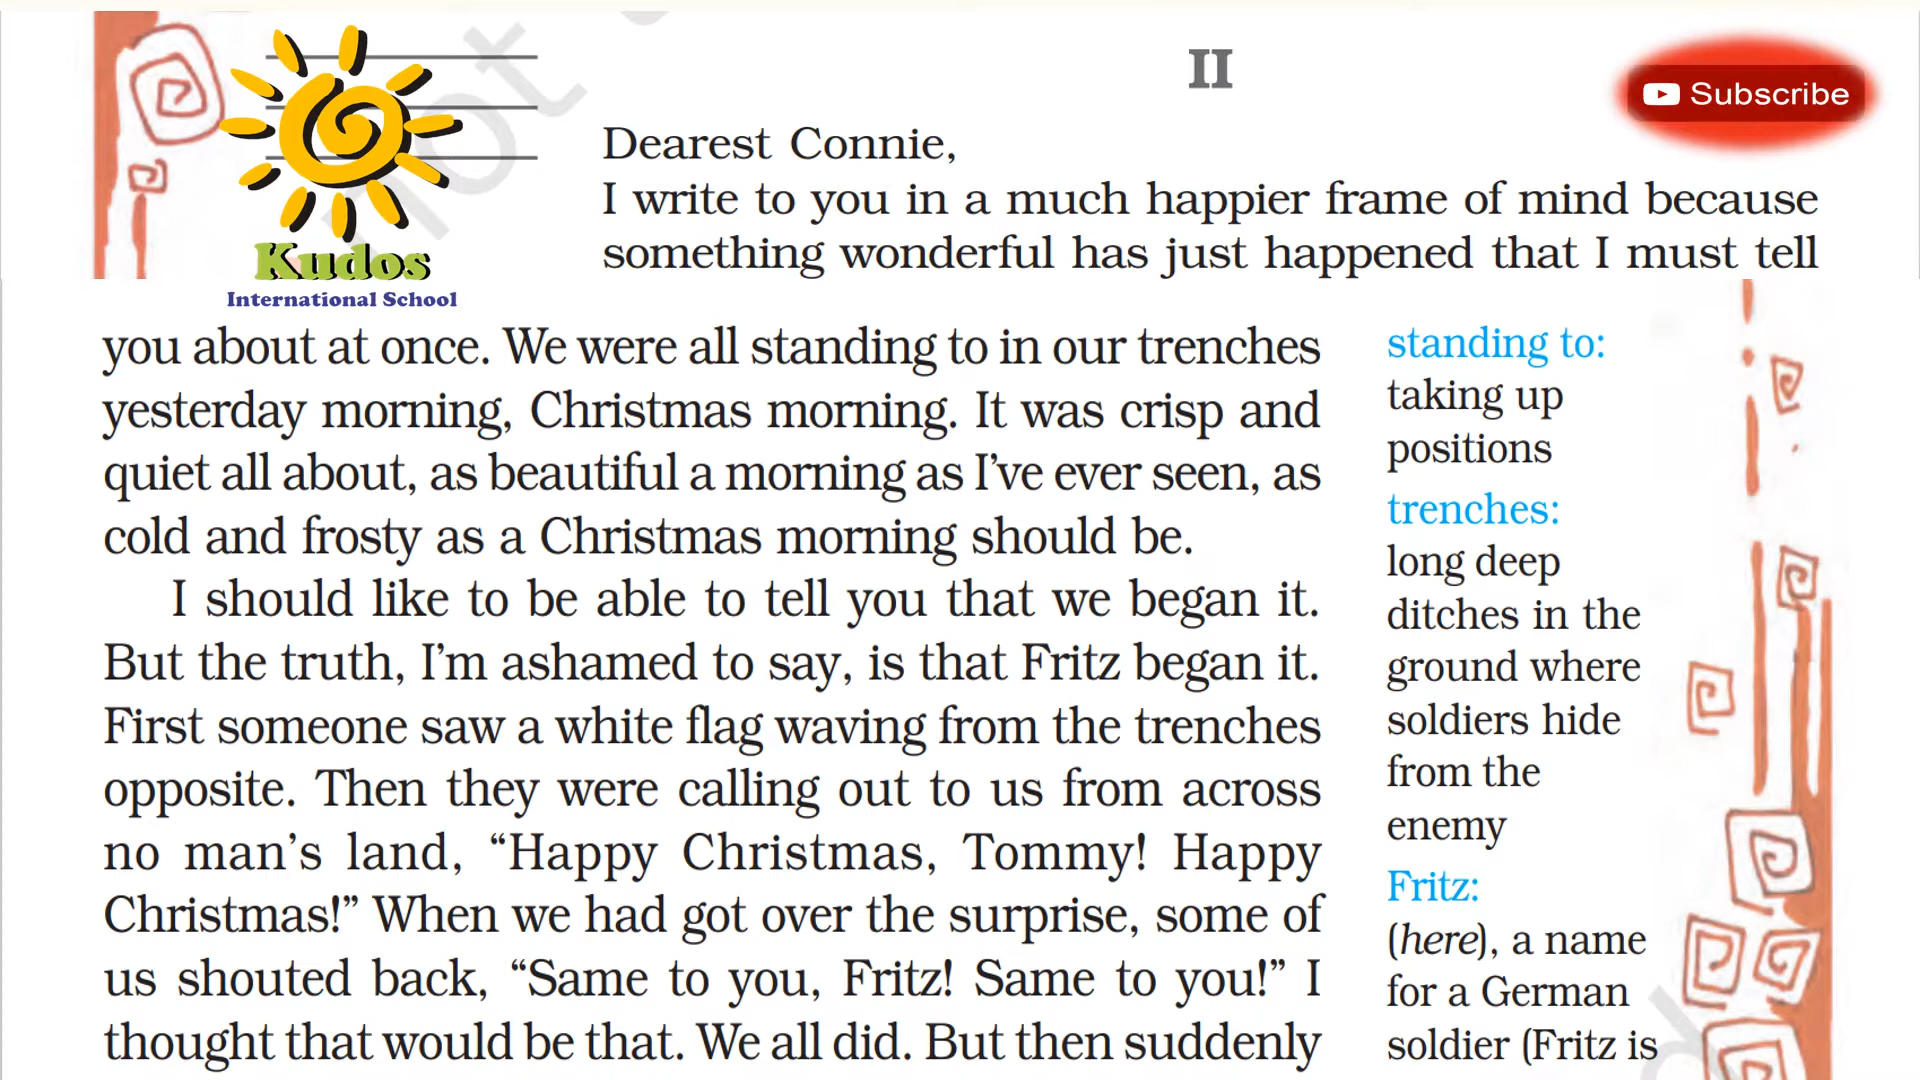 II
Subscribe
Dearest Connie,
I write to you in a much happier frame of mind because
something wonderful has just happened that I must tell
Kudos
International School
you about at once. We were all standing to in our trenches
yesterday morning, Christmas morning. It was crisp and
quiet all about, as beautiful a morning as I’ve ever seen, as
cold and frosty as a Christmas morning should be.
I should like to be able to tell you that we began it.
But the truth, I’m ashamed to say, is that Fritz began it.
First someone saw a white flag waving from the trenches
opposite. Then they were calling out to us from across
no man’s land, “Happy Christmas, Tommy! Happy
Christmas!” When we had got over the surprise, some of
us shouted back, “Same to you, Fritz! Same to you!” I
thought that would be that. We all did. But then suddenly
standing to:
taking up
positions
trenches:
long deep
ditches in the
ground where
soldiers hide
from the
enemy
Fritz:
(here), a name
for a German
soldier (Fritz is
not